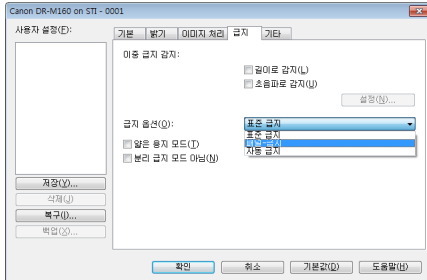 Canon DR-M160 on STI - 0001
사용자 설정(F):
기본 밝기 이미지 처리 급지 기타
이중 급지 감지:
길이로 감지(L)
초음파로 감지(U)
설정(N)...
급지 옵션(O): 표준 급지
표준 급지
패널-급지
자동 급지
얇은 용지 모드(T)
분리 급지 모드 아님(N)
저장(V)...
삭제(J)
복구(I)...
백업(X)...
확인 취소 기본값(D) 도움말(H)